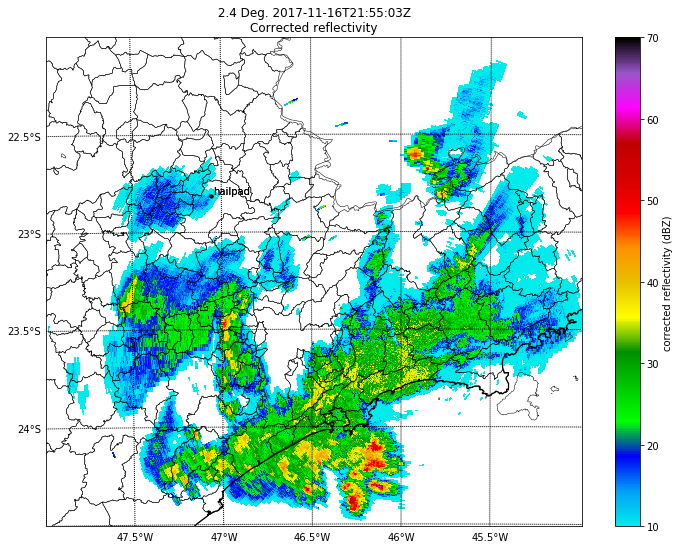 2.4 Deg. 2017-11-16T21:55:03Z
Corrected reflectivity
70
60
50
40
30
20
10
corrected reflectivity (dBZ)
22.5°S
23°S
23.5°S
24°S
hailpad
47.5°W
47°W
46.5°W
46°W
45.5°W